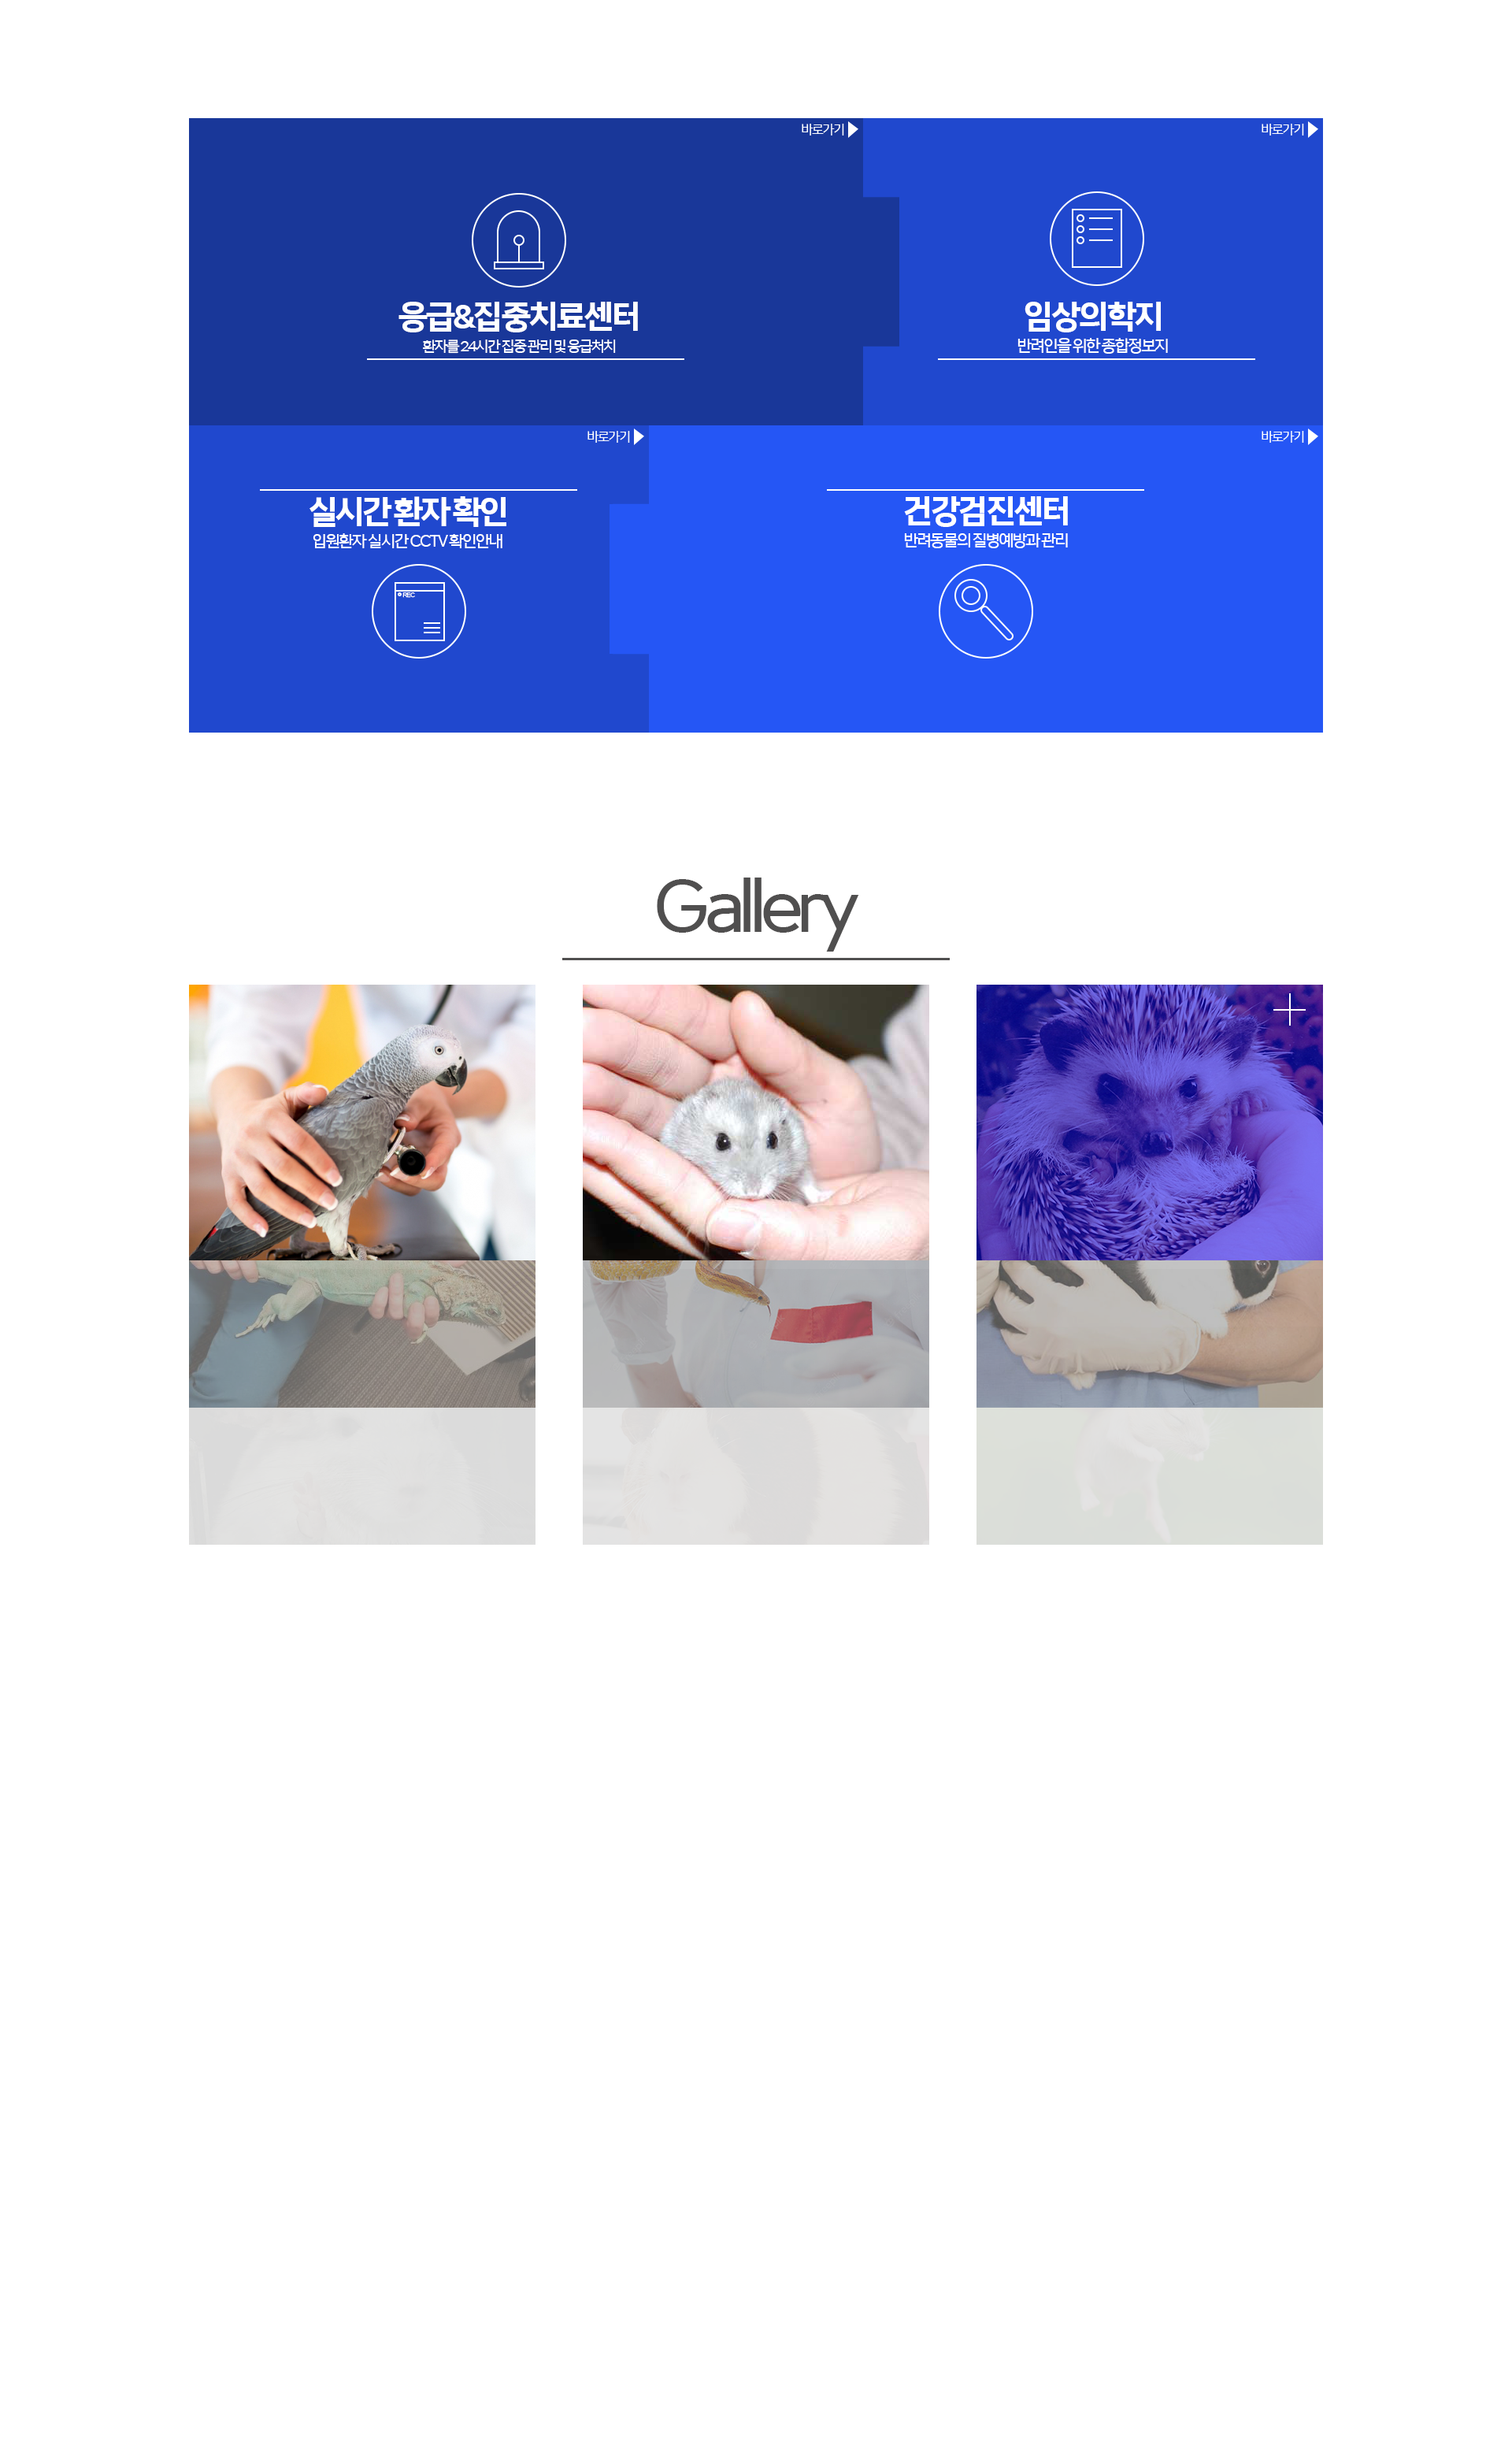 바로가기
응급&집중치료센터
환자를 24시간 집중 관리 및 응급처치
바로가기
임상의학지
반려인을 위한 종합정보지
바로가기
실시간 환자 확인
입원환자 실시간 CCTV 확인안내
REC
바로가기
건강검진센터
반려동물의 질병예방과 관리
Gallery